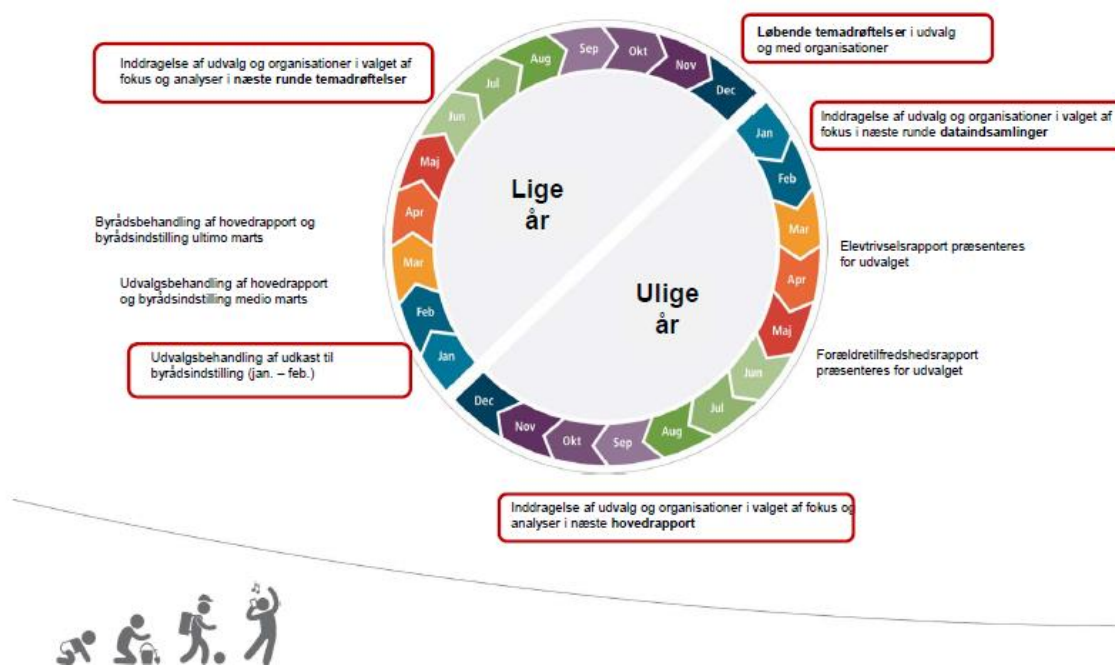 Inddragelse af udvalg og organisationer i valget af
fokus og analyser i næste runde temadrøftelser
Løbende temadrøftelser i udvalg
og med organisationer
Inddragelse af udvalg og organisationer i valget af
fokus i næste runde dataindsamlinger
Byrådsbehandling af hovedrapport og
byrådsindstilling ultimo marts
Udvalgsbehandling af hovedrapport
og byrådsindstilling medio marts
Udvalgsbehandling af udkast til
byrådsindstilling (jan. – feb.)
Lige
år
Jan
Feb
Mar
Apr
Maj
Jun
Jul
Aug
Sep
Okt
Nov
Dec
Ulige
år
Jan
Feb
Mar
Apr
Maj
Jun
Jul
Aug
Sep
Okt
Nov
Dec
Elevtrivselsrapport præsenteres
for udvalget
Forældretilfredshedsrapport
præsenteres for udvalget
Inddragelse af udvalg og organisationer i valget af fokus og
analyser i næste hovedrapport